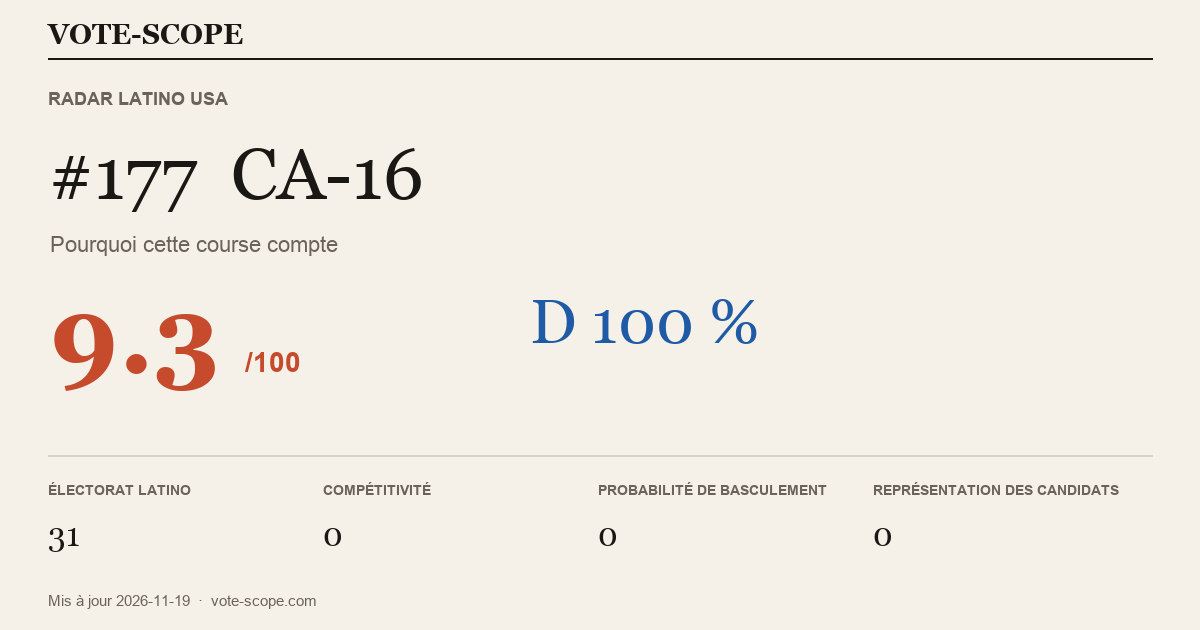 VOTE-SCOPE
RADAR LATINO USA
#177 CA-16
Pourquoi cette course compte
9.3 /100
D 100 %
ÉLECTORAT LATINO
COMPÉTITIVITÉ
PROBABILITÉ DE BASCULEMENT
REPRÉSENTATION DES CANDIDATS
31
0
0
0
Mis à jour 2026-11-19 · vote-scope.com